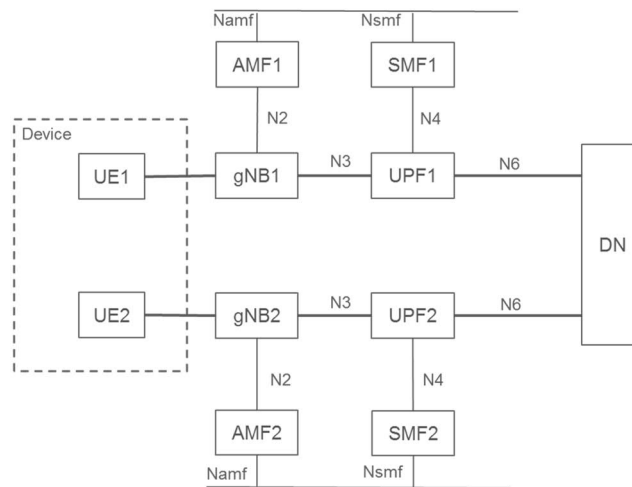 Namf
Nsmf
AMF1
SMF1
N2
N4
Device
UE1
gNB1
N3
UPF1
N6
DN
UE2
gNB2
N3
UPF2
N6
N2
N4
AMF2
SMF2
Namf
Nsmf